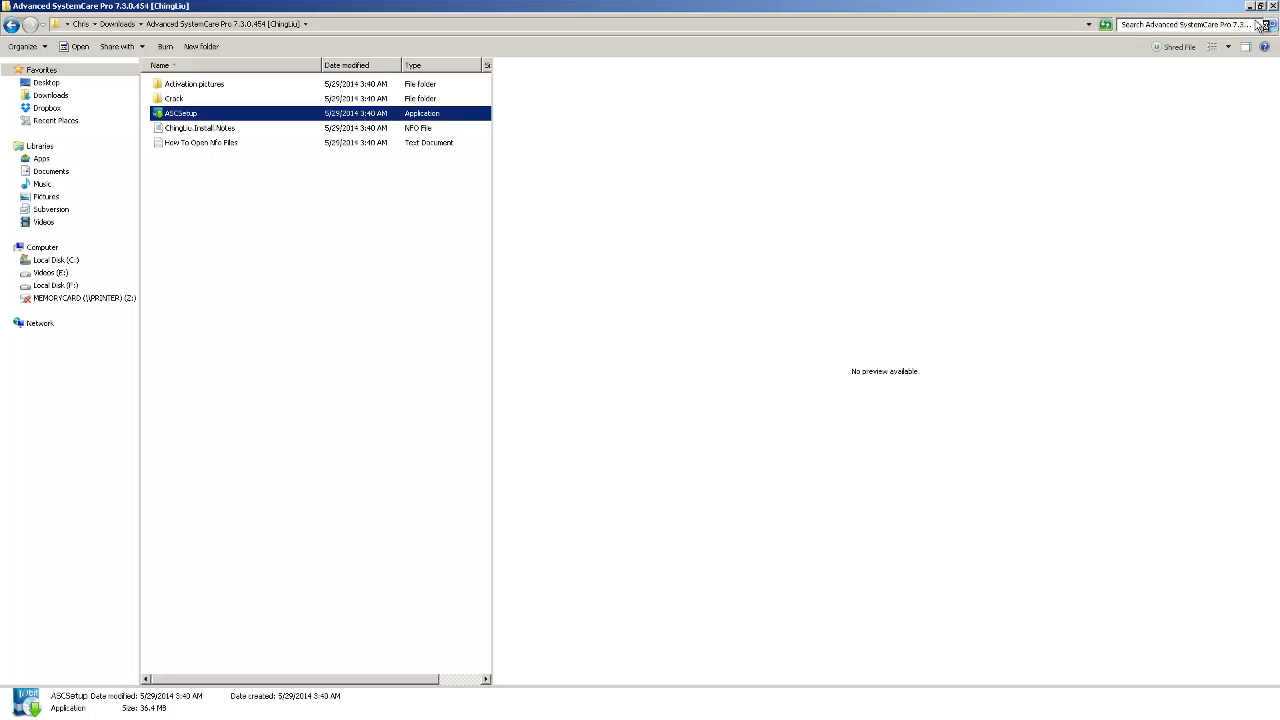 Advanced SystemCare Pro 7.3.0.454 [ChingLiu]
Chris Downloads Advanced SystemCare Pro 7.3.0.454 [ChingLiu]
Search Advanced SystemCare Pro 7.3...
Organize Open Share with Burn New folder
Shred File
Favorites
Desktop
Downloads
Dropbox
Recent Places
Libraries
Apps
Documents
Music
Pictures
Subversion
Videos
Computer
Local Disk (C:)
Videos (E:)
Local Disk (F:)
MEMORYCARD (\\PRINTER) (Z:)
Network
Name Date modified Type Si
Activation pictures 5/29/2014 3:40 AM File folder
Crack 5/29/2014 3:40 AM File folder
ASCSetup 5/29/2014 3:40 AM Application
ChingLiu.Install.Notes 5/29/2014 3:40 AM NFO File
How To Open Nfo Files 5/29/2014 3:40 AM Text Document
No preview available.
ASCSetup Date modified: 5/29/2014 3:40 AM Date created: 5/29/2014 3:40 AM
Application Size: 36.4 MB